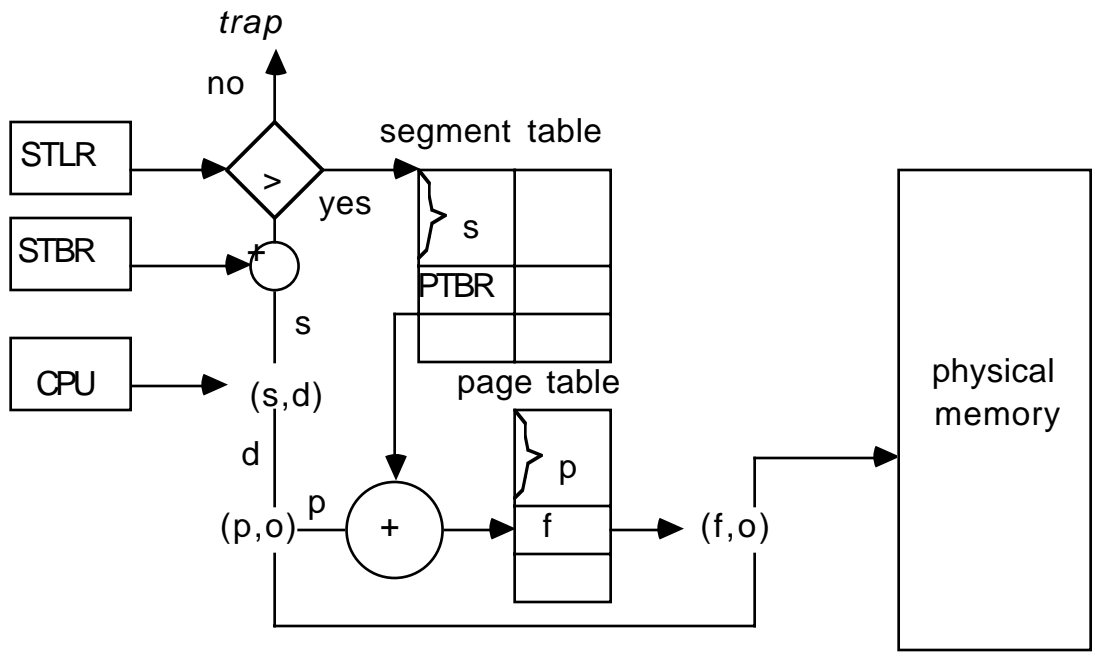 trap
no
segment table
STLR
>
yes
s
STBR
+
PTBR
s
CPU
(s,d)
page table
physical
memory
d
p
p
(p,o)
+
f
(f,o)